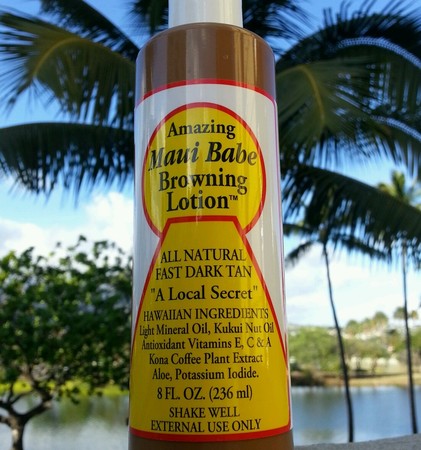 Amazing
Maui Babe
Browning
Lotion™
ALL NATURAL
FAST DARK TAN
"A Local Secret"
HAWAIIAN INGREDIENTS
Light Mineral Oil, Kukui Nut Oil
Antioxidant Vitamins E, C & A
Kona Coffee Plant Extract
Aloe, Potassium Iodide.
8 FL. OZ. (236 ml)
SHAKE WELL
EXTERNAL USE ONLY